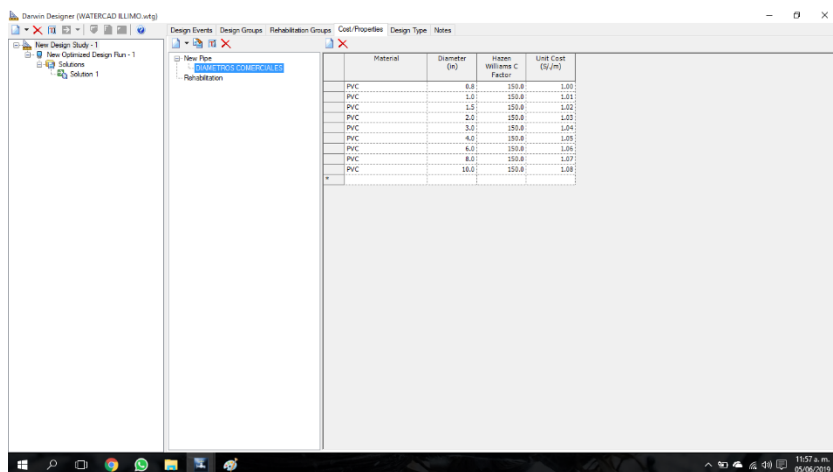 Darwin Designer (WATERCAD ILLIMO.wtg)
Design Events Design Groups Rehabilitation Groups Cost/Properties Design Type Notes
New Design Study - 1
New Optimized Design Run - 1
Solutions
Solution 1
New Pipe
DIAMETROS COMERCIALES
Rehabilitation
Material Diameter (in) Hazen Williams C Factor Unit Cost (S/./m)
PVC 0.8 150.0 1.00
PVC 1.0 150.0 1.01
PVC 1.5 150.0 1.02
PVC 2.0 150.0 1.03
PVC 3.0 150.0 1.04
PVC 4.0 150.0 1.05
PVC 6.0 150.0 1.06
PVC 8.0 150.0 1.07
PVC 10.0 150.0 1.08
*
11:57 a. m.
05/06/2019